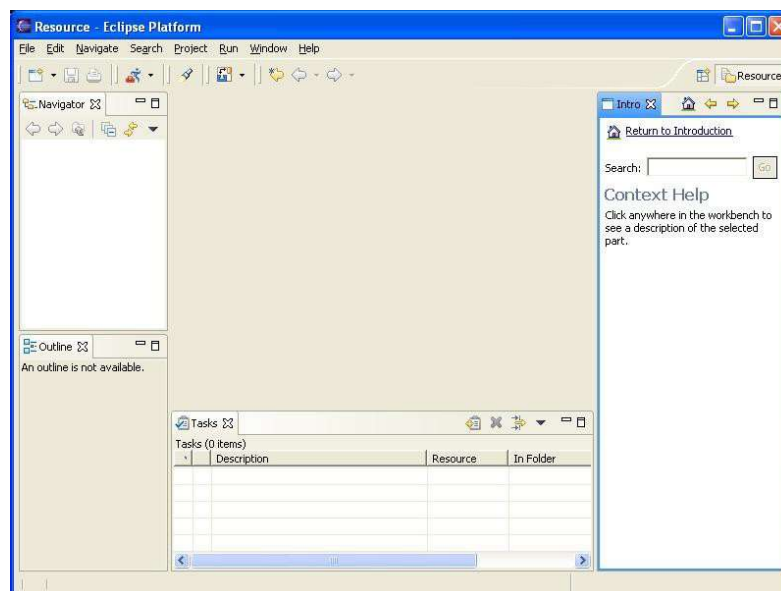 Resource - Eclipse Platform
File Edit Navigate Search Project Run Window Help
Resource
Navigator
Intro
Return to Introduction
Search:
Go
Context Help
Click anywhere in the workbench to
see a description of the selected
part.
Outline
An outline is not available.
Tasks
Tasks (0 items)
Description Resource In Folder